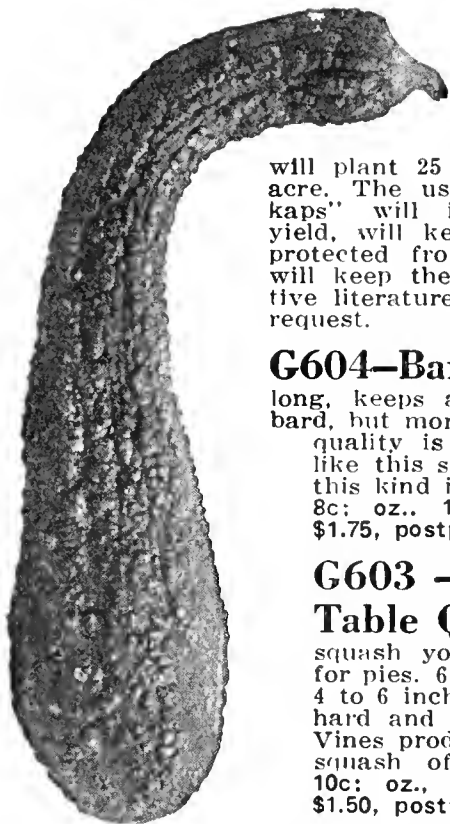 will plant 25
acre. The us
kaps" will i
yield, will ke
protected fro
will keep the
tive literature
request.
G604—Ba
long, keeps a
bard, but mor
quality is
like this s
this kind i
8c: oz.. 1
$1.75, postp
G603 —
Table
squash yo
for pies. 6
4 to 6 inch
hard and
Vines prod
squash of
10c: oz.,
$1.50, post